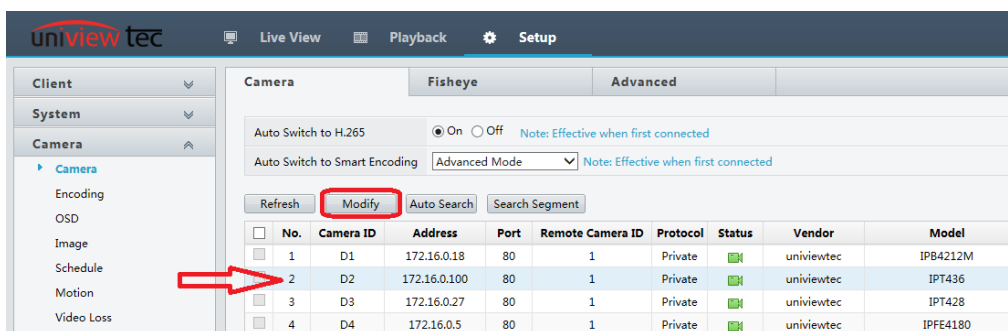 uniview tec
Live View Playback Setup
Client
System
Camera
Camera
Encoding
OSD
Image
Schedule
Motion
Video Loss
Camera Fisheye Advanced
Auto Switch to H.265 On Off Note: Effective when first connected
Auto Switch to Smart Encoding Advanced Mode Note: Effective when first connected
Refresh Modify Auto Search Search Segment
No. Camera ID Address Port Remote Camera ID Protocol Status Vendor Model
1 D1 172.16.0.18 80 1 Private univiewtec IPB4212M
2 D2 172.16.0.100 80 1 Private univiewtec IPT436
3 D3 172.16.0.27 80 1 Private univiewtec IPT428
4 D4 172.16.0.5 80 1 Private univiewtec IPFE4180